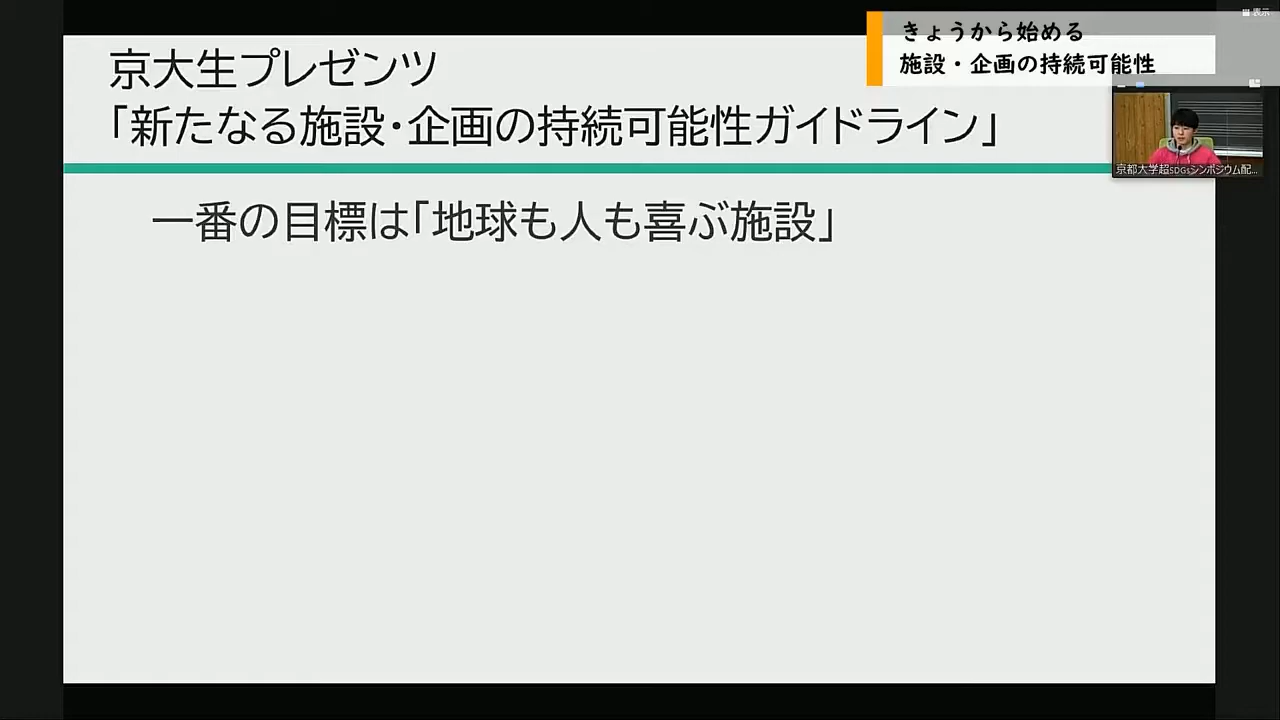 表示
きょうから始める
施設・企画の持続可能性
京大生プレゼンツ
「新たなる施設・企画の持続可能性ガイドライン」
京都大学超SDGsシンポジウム配...
一番の目標は「地球も人も喜ぶ施設」